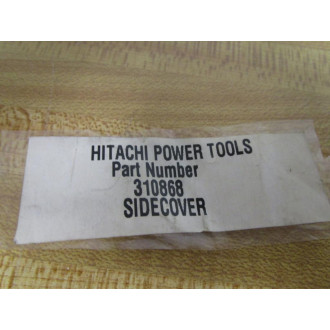 HITACHI POWER TOOLS
Part Number
310868
SIDECOVER